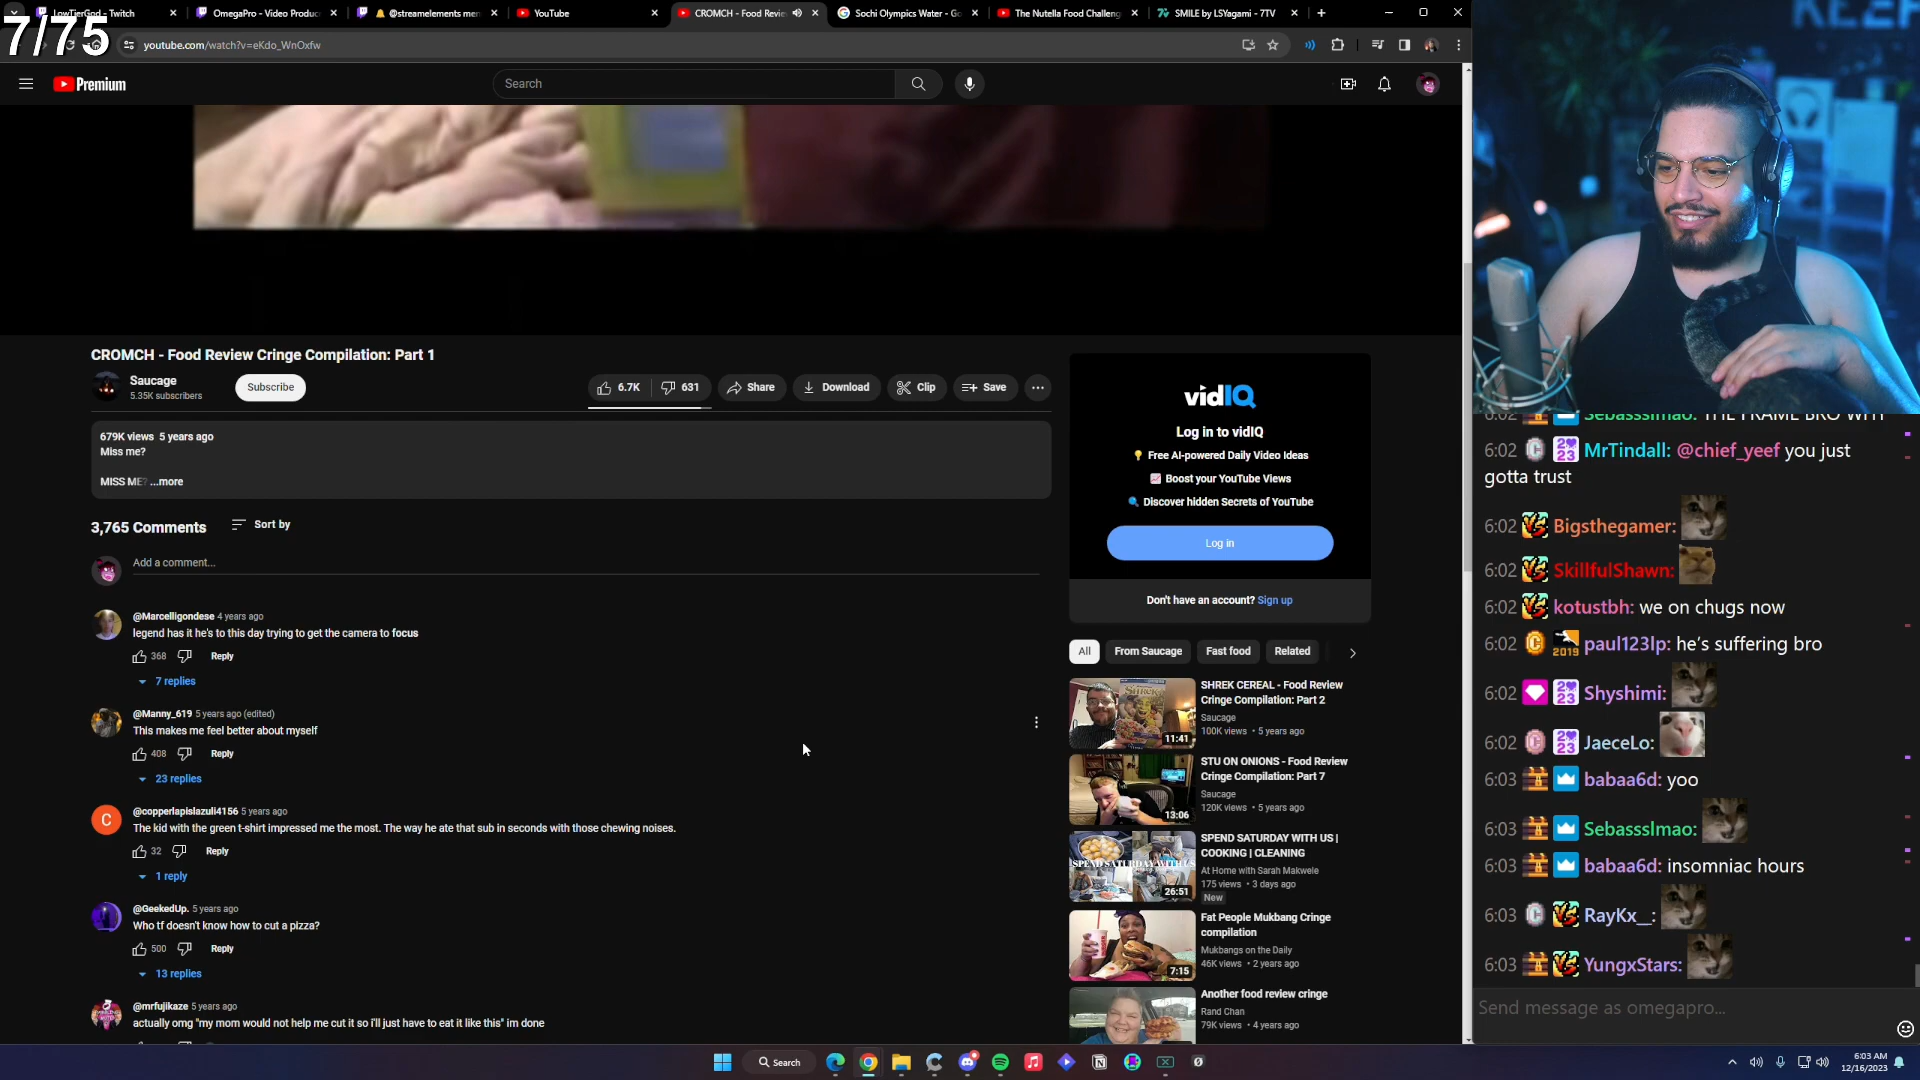 LowTierGod - Twitch
OmegaPro - Video Produc
@streamelements men
YouTube
CROMCH - Food Revie
Sochi Olympics Water - Go
The Nutella Food Challeng
SMILE by LSYagami - 7TV
7/75
youtube.com/watch?v=eKdo_WnOxfw
Premium
Search
CROMCH - Food Review Cringe Compilation: Part 1
Saucage
5.35K subscribers
Subscribe
6.7K
631
Share
Download
Clip
Save
679K views 5 years ago
Miss me?
MISS ME? ...more
3,765 Comments
Sort by
Add a comment...
@Marcelligondese 4 years ago
legend has it he's to this day trying to get the camera to focus
368
Reply
7 replies
@Manny_619 5 years ago (edited)
This makes me feel better about myself
408
Reply
23 replies
@copperlapislazuli4156 5 years ago
C
The kid with the green t-shirt impressed me the most. The way he ate that sub in seconds with those chewing noises.
32
Reply
1 reply
@GeekedUp. 5 years ago
Who tf doesn't know how to cut a pizza?
500
Reply
13 replies
@mrfujikaze 5 years ago
actually omg "my mom would not help me cut it so i'll just have to eat it like this" im done
vidIQ
Log in to vidIQ
Free AI-powered Daily Video Ideas
Boost your YouTube Views
Discover hidden Secrets of YouTube
Log in
Don't have an account? Sign up
All
From Saucage
Fast food
Related
SHREK CEREAL - Food Review
Cringe Compilation: Part 2
Saucage
100K views • 5 years ago
SHREK
11:41
STU ON ONIONS - Food Review
Cringe Compilation: Part 7
Saucage
120K views • 5 years ago
13:06
SPEND SATURDAY WITH US |
COOKING | CLEANING
At Home with Sarah Makwele
175 views • 3 days ago
New
SPEND SATURDAY WITH US
26:51
Fat People Mukbang Cringe
compilation
Mukbangs on the Daily
46K views • 2 years ago
7:15
Another food review cringe
Rand Chan
79K views • 4 years ago
KEEP
6:02 Sebassslmao: THE FRAME BRO WHY
6:02 MrTindall: @chief_yeef you just
gotta trust
6:02 Bigsthegamer:
6:02 SkillfulShawn:
6:02 kotustbh: we on chugs now
6:02 paul123lp: he's suffering bro
6:02 Shyshimi:
6:02 JaeceLo:
6:03 babaa6d: yoo
6:03 Sebassslmao:
6:03 babaa6d: insomniac hours
6:03 RayKx__:
6:03 YungxStars:
Send message as omegapro...
Search
6:03 AM
12/16/2023